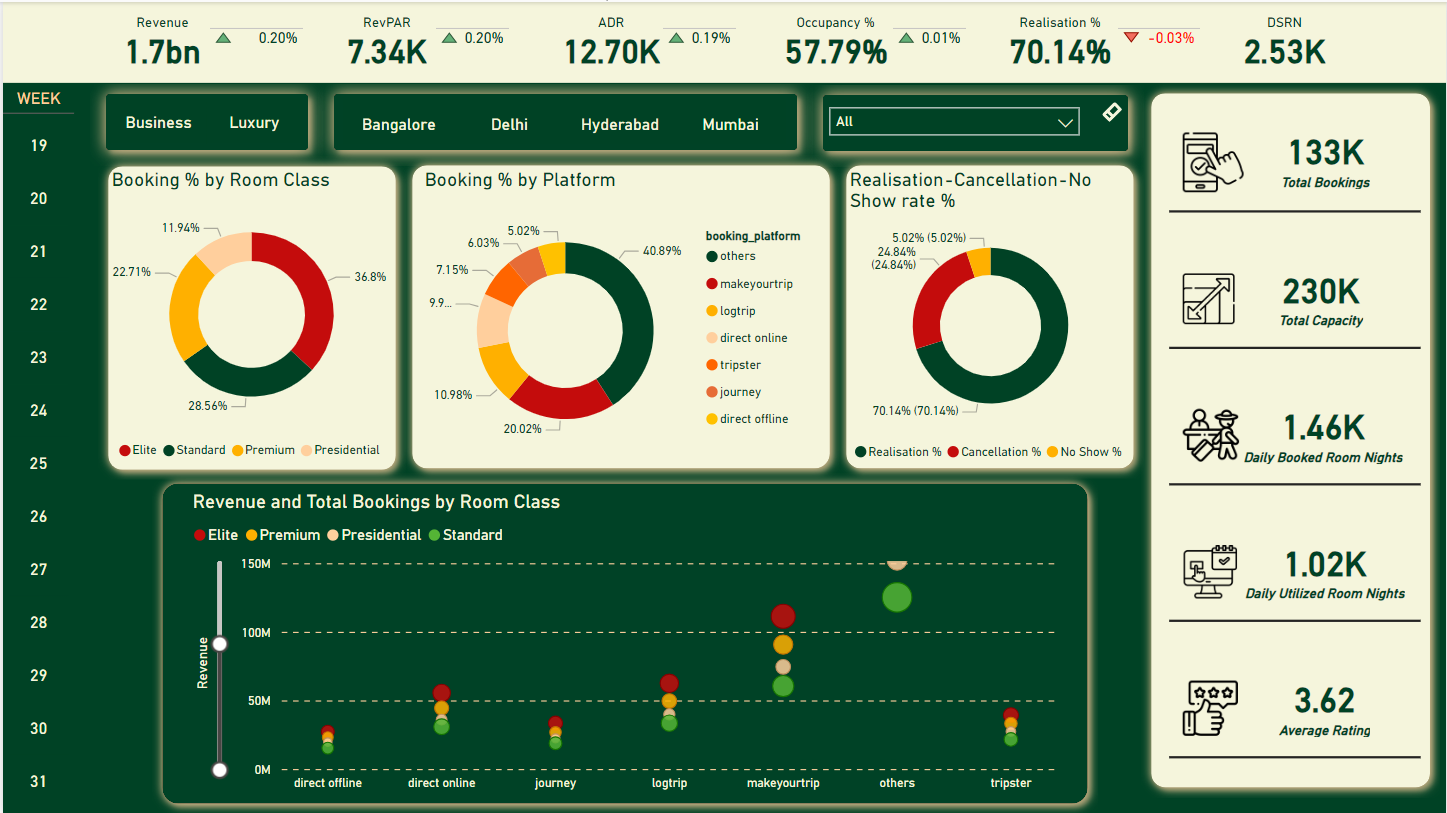 Revenue
1.7bn
0.20%
RevPAR
7.34K
0.20%
ADR
12.70K
0.19%
Occupancy %
57.79%
0.01%
Realisation %
70.14%
-0.03%
DSRN
2.53K
WEEK
19
20
21
22
23
24
25
26
27
28
29
30
31
Business Luxury
Bangalore Delhi Hyderabad Mumbai
All
Booking % by Room Class
11.94%
22.71%
36.8%
28.56%
Elite Standard Premium Presidential
Booking % by Platform
5.02%
6.03%
7.15%
9.9...
10.98%
20.02%
40.89%
booking_platform
others
makeyourtrip
logtrip
direct online
tripster
journey
direct offline
Realisation-Cancellation-No
Show rate %
5.02% (5.02%)
24.84%
(24.84%)
70.14% (70.14%)
Realisation % Cancellation % No Show %
Revenue and Total Bookings by Room Class
Elite Premium Presidential Standard
Revenue
150M
100M
50M
0M
direct offline direct online journey logtrip makeyourtrip others tripster
133K
Total Bookings
230K
Total Capacity
1.46K
Daily Booked Room Nights
1.02K
Daily Utilized Room Nights
3.62
Average Rating